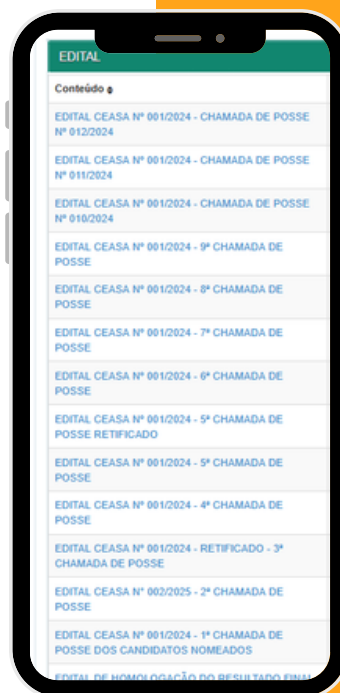 EDITAL
Conteúdo
EDITAL CEASA Nº 001/2024 - CHAMADA DE POSSE
Nº 012/2024
EDITAL CEASA Nº 001/2024 - CHAMADA DE POSSE
Nº 011/2024
EDITAL CEASA Nº 001/2024 - CHAMADA DE POSSE
Nº 010/2024
EDITAL CEASA Nº 001/2024 - 9ª CHAMADA DE
POSSE
EDITAL CEASA Nº 001/2024 - 8ª CHAMADA DE
POSSE
EDITAL CEASA Nº 001/2024 - 7ª CHAMADA DE
POSSE
EDITAL CEASA Nº 001/2024 - 6ª CHAMADA DE
POSSE
EDITAL CEASA Nº 001/2024 - 5ª CHAMADA DE
POSSE RETIFICADO
EDITAL CEASA Nº 001/2024 - 5ª CHAMADA DE
POSSE
EDITAL CEASA Nº 001/2024 - 4ª CHAMADA DE
POSSE
EDITAL CEASA Nº 001/2024 - RETIFICADO - 3ª
CHAMADA DE POSSE
EDITAL CEASA Nº 002/2025 - 2ª CHAMADA DE
POSSE
EDITAL CEASA Nº 001/2024 - 1ª CHAMADA DE
POSSE DOS CANDIDATOS NOMEADOS
EDITAL DE HOMOLOGAÇÃO DO RESULTADO FINAL